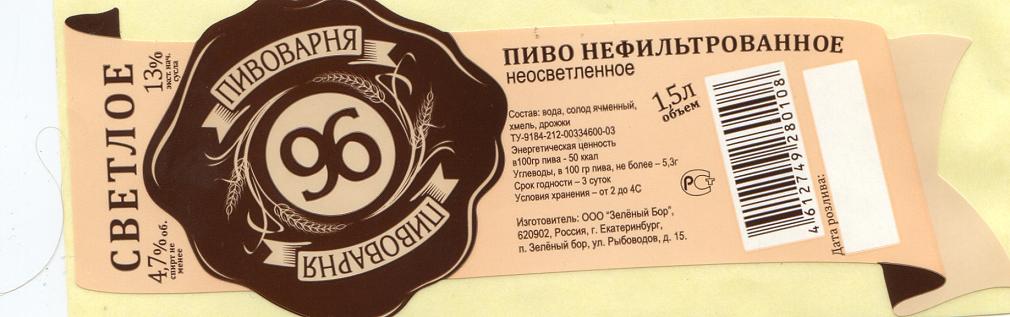 СВЕТЛОЕ
13%
экст. нач.
сусла
4,7% об.
спирт не
менее
ПИВОВАРНЯ
96
ПИВОВАРНЯ
ПИВО НЕФИЛЬТРОВАННОЕ
неосветленное
Состав: вода, солод ячменный,
хмель, дрожжи
ТУ-9184-212-00334600-03
Энергетическая ценность
в100гр пива - 50 ккал
Углеводы, в 100 гр пива, не более – 5,3г
Срок годности – 3 суток
Условия хранения – от 2 до 4С
Изготовитель: ООО "Зелёный Бор",
620902, Россия, г. Екатеринбург,
п. Зелёный бор, ул. Рыбоводов, д. 15.
1,5л
объем
РСТ
4612749280108
Дата розлива: